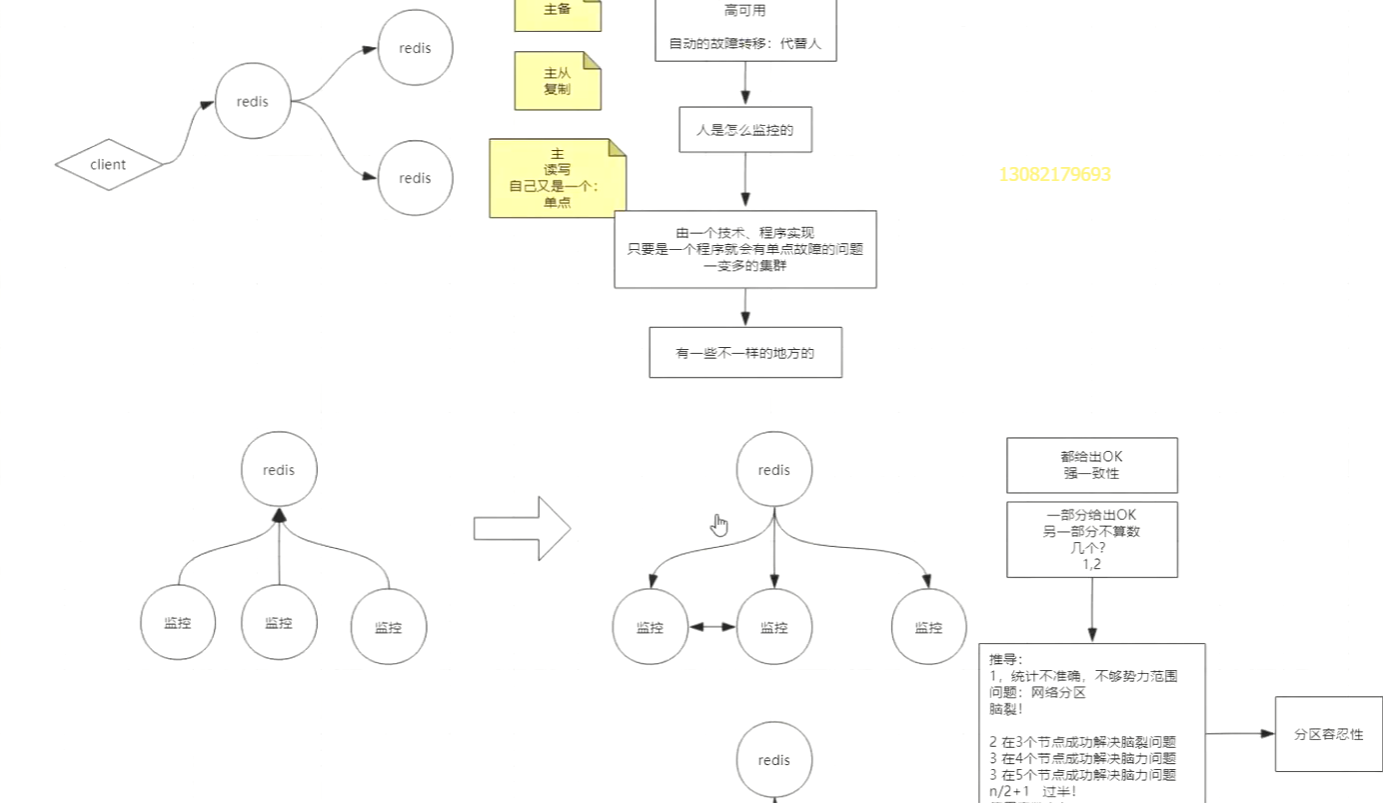 主备
高可用
自动的故障转移：代替人
redis
redis
主从
复制
client
人是怎么监控的
redis
主
读写
自己又是一个：
单点
13082179693
由一个技术、程序实现
只要是一个程序就会有单点故障的问题
一变多的集群
有一些不一样的地方的
redis
监控
监控
监控
redis
监控
监控
监控
都给出OK
强一致性
一部分给出OK
另一部分不算数
几个？
1,2
推导：
1，统计不准确，不够势力范围
问题：网络分区
脑裂！
2 在3个节点成功解决脑裂问题
3 在4个节点成功解决脑力问题
3 在5个节点成功解决脑力问题
n/2+1 过半！
分区容忍性
redis